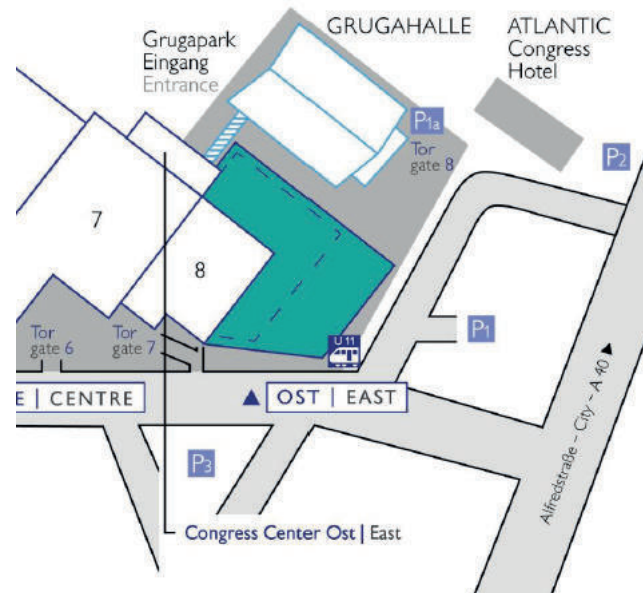 GRUGAHALLE
ATLANTIC
Congress
Hotel
Grugapark
Eingang
Entrance
P1a
Tor
gate 8
P2
7
8
Tor
gate 6
Tor
gate 7
U 11
P1
E | CENTRE
▲ OST | EAST
P3
Alfredstraße – City – A 40 ▶
Congress Center Ost | East